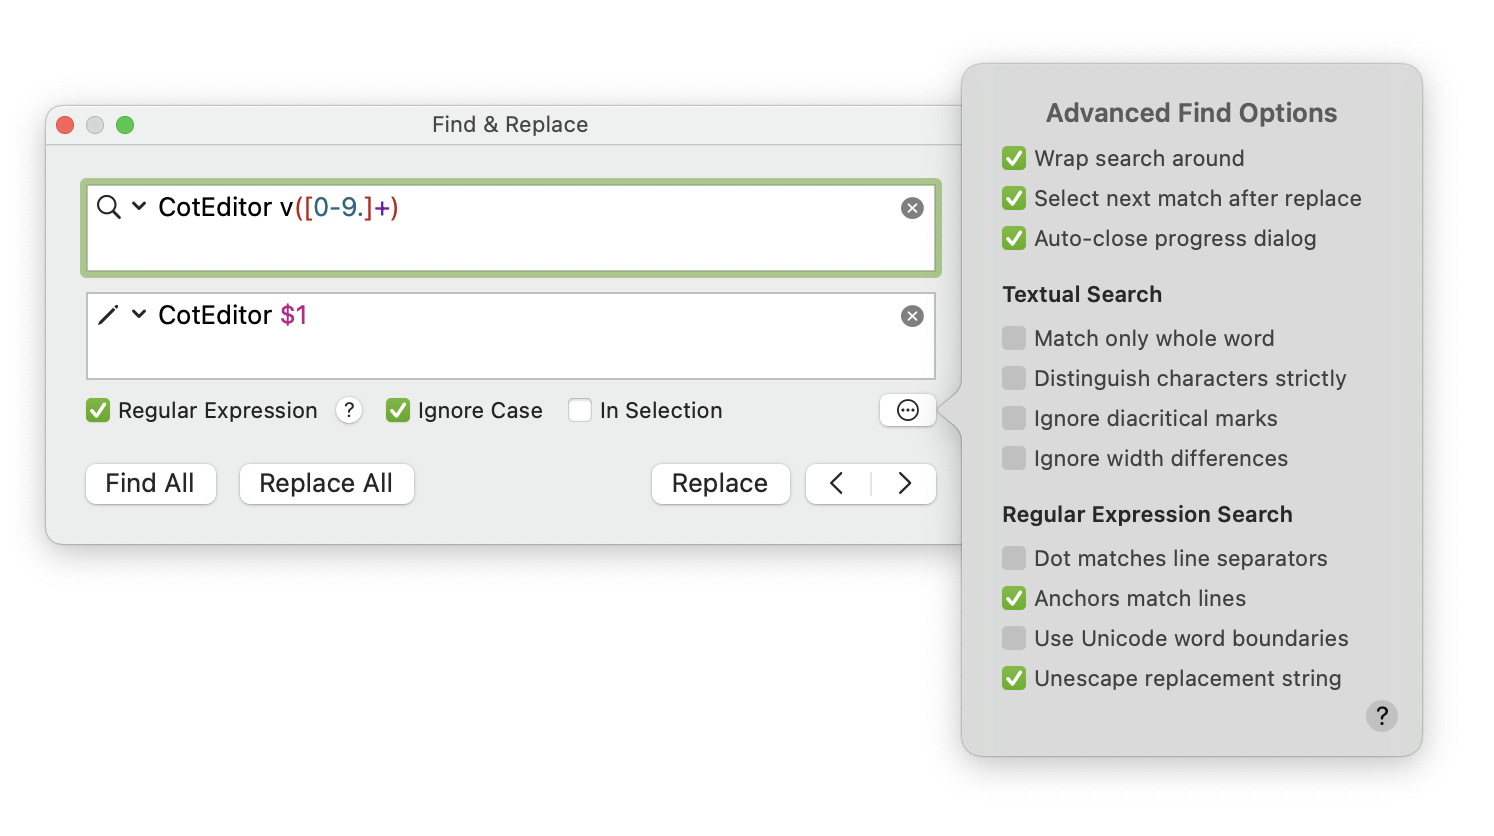 Find & Replace
CotEditor v([0-9.]+)
CotEditor $1
Regular Expression ? Ignore Case In Selection
Find All Replace All Replace
Advanced Find Options
Wrap search around
Select next match after replace
Auto-close progress dialog
Textual Search
Match only whole word
Distinguish characters strictly
Ignore diacritical marks
Ignore width differences
Regular Expression Search
Dot matches line separators
Anchors match lines
Use Unicode word boundaries
Unescape replacement string
?